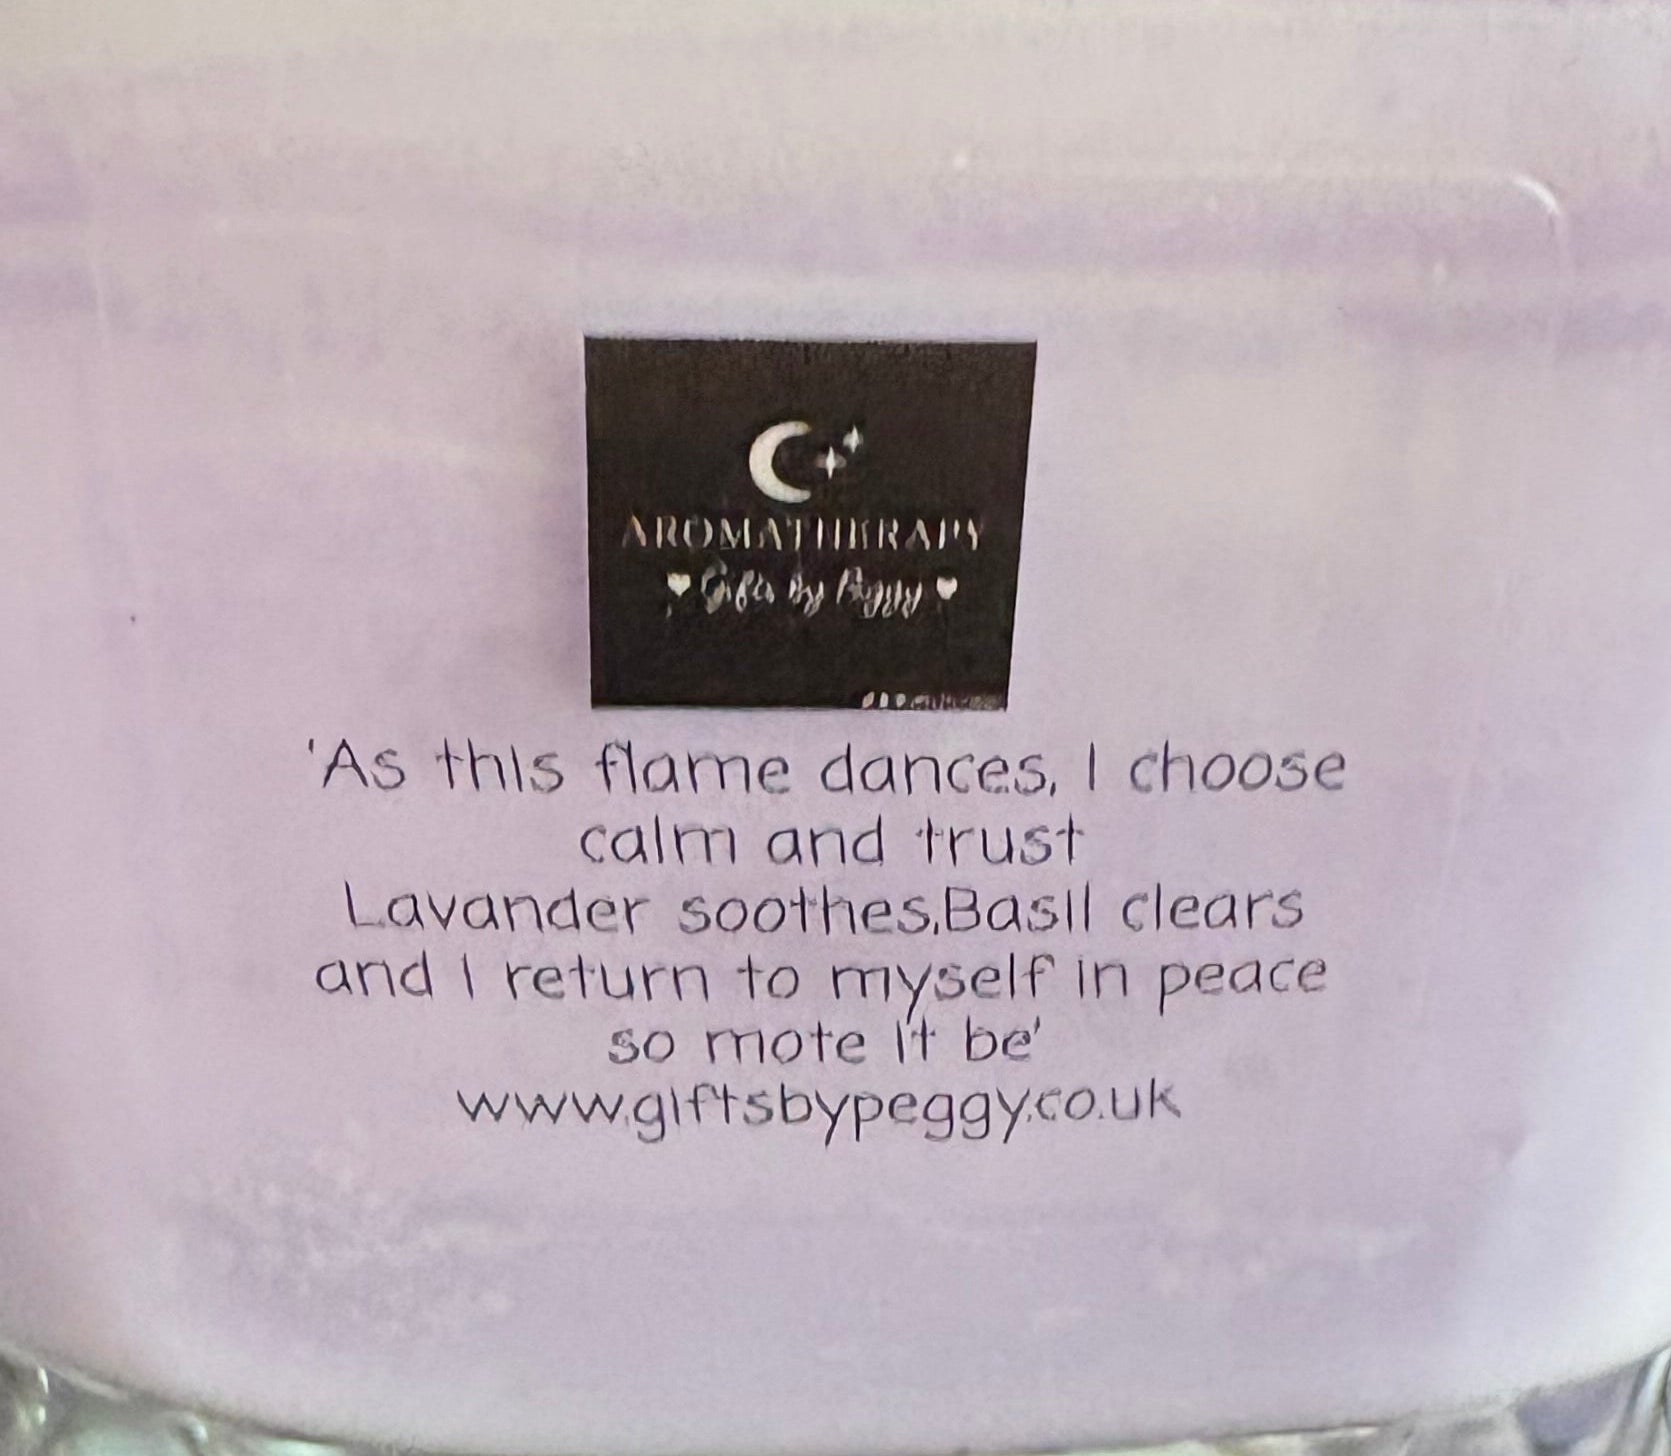 AROMATHERAPY
Gifts by Peggy
'As this flame dances, I choose
calm and trust
Lavander soothes,Basil clears
and I return to myself in peace
so mote it be'
www.giftsbypeggy.co.uk